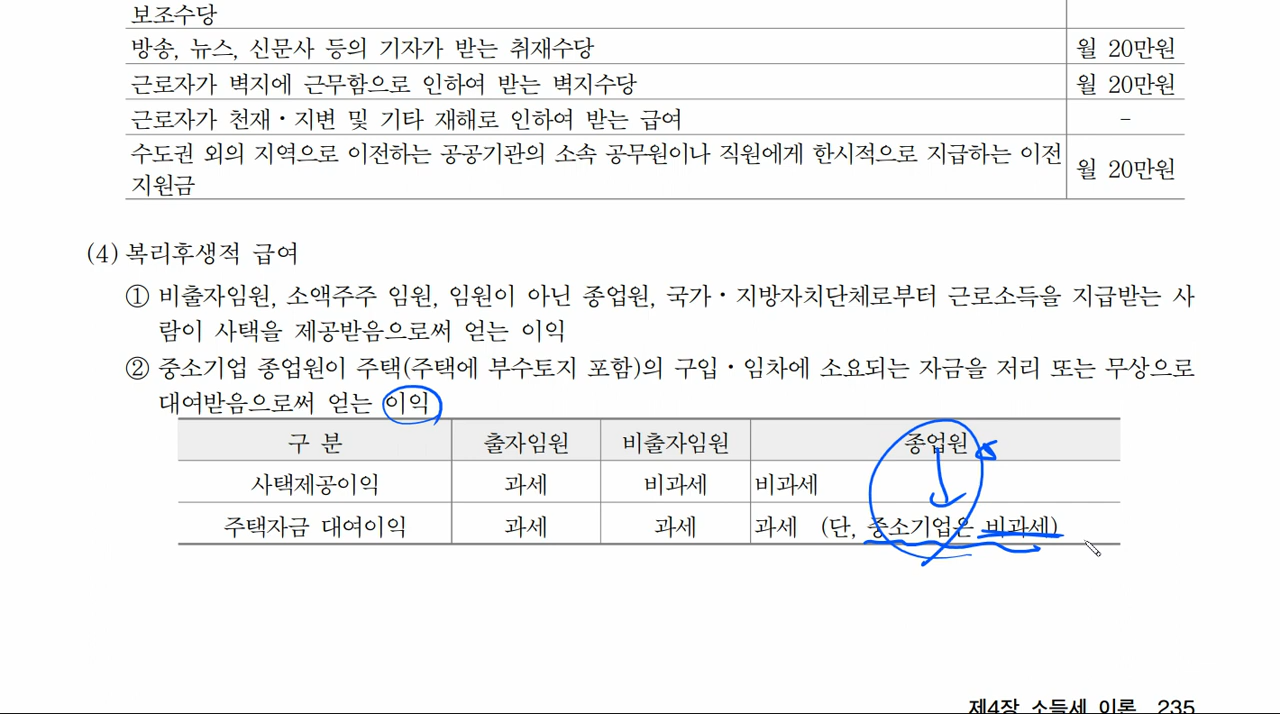 보조수당
방송, 뉴스, 신문사 등의 기자가 받는 취재수당 월 20만원
근로자가 벽지에 근무함으로 인하여 받는 벽지수당 월 20만원
근로자가 천재・지변 및 기타 재해로 인하여 받는 급여 -
수도권 외의 지역으로 이전하는 공공기관의 소속 공무원이나 직원에게 한시적으로 지급하는 이전
지원금 월 20만원
(4) 복리후생적 급여
① 비출자임원, 소액주주 임원, 임원이 아닌 종업원, 국가・지방자치단체로부터 근로소득을 지급받는 사
람이 사택을 제공받음으로써 얻는 이익
② 중소기업 종업원이 주택(주택에 부수토지 포함)의 구입・임차에 소요되는 자금을 저리 또는 무상으로
대여받음으로써 얻는 이익
구 분 출자임원 비출자임원 종업원
사택제공이익 과세 비과세 비과세
주택자금 대여이익 과세 과세 과세 (단, 중소기업은 비과세)
제4장 소득세 이론 235